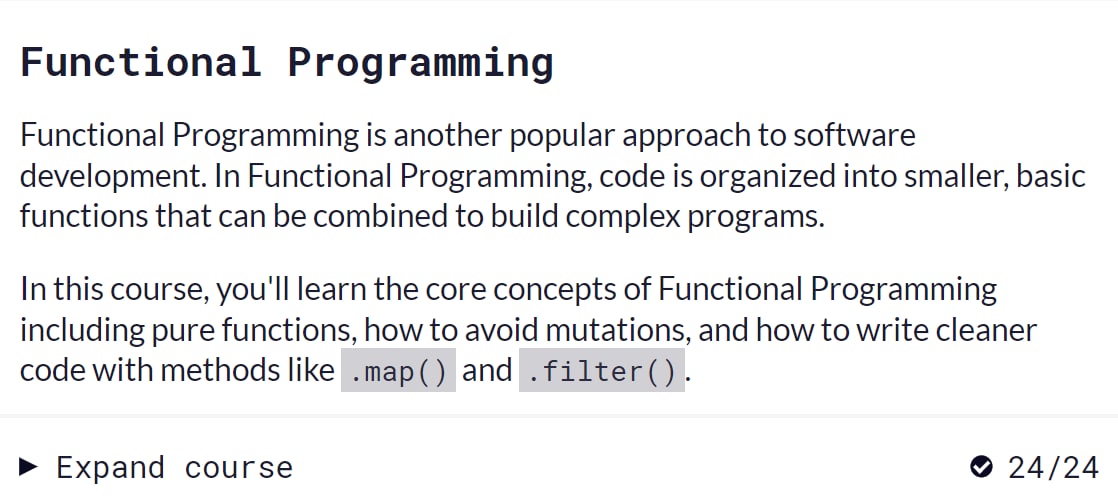 Functional Programming
Functional Programming is another popular approach to software
development. In Functional Programming, code is organized into smaller, basic
functions that can be combined to build complex programs.
In this course, you'll learn the core concepts of Functional Programming
including pure functions, how to avoid mutations, and how to write cleaner
code with methods like .map() and .filter().
Expand course
24/24